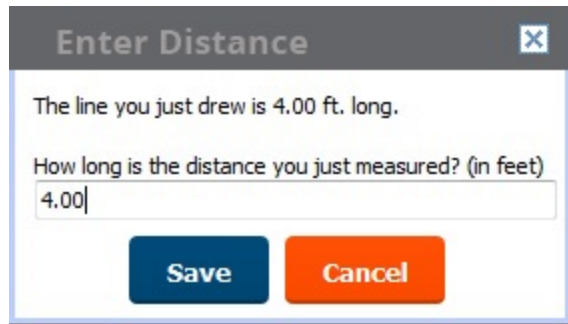 Enter Distance
The line you just drew is 4.00 ft. long.
How long is the distance you just measured? (in feet)
4.00
Save
Cancel